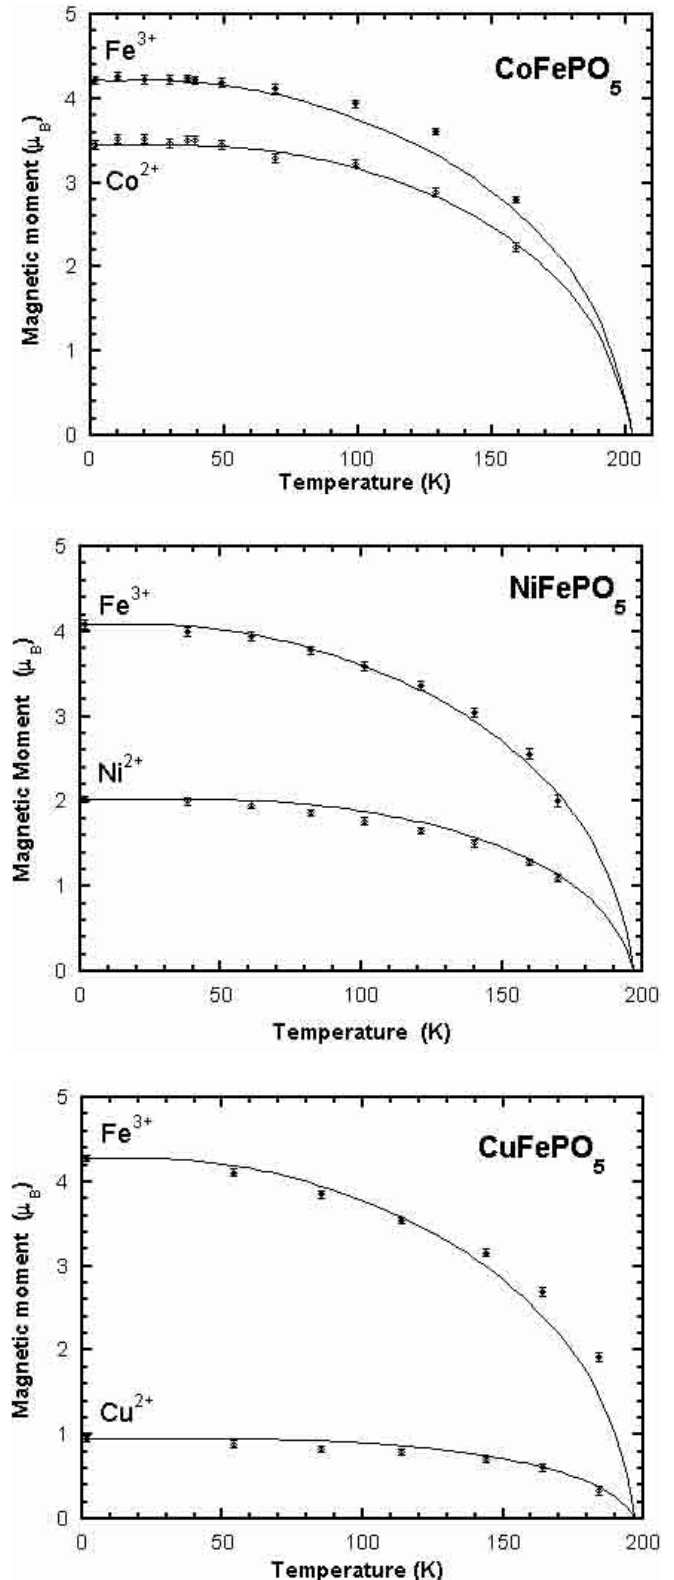 5
Fe3+
CoFePO5
4
3
Co2+
2
1
0
Magnetic moment (μB)
0 50 100 150 200
Temperature (K)
5
Fe3+
NiFePO5
4
3
Ni2+
2
1
0
Magnetic Moment (μB)
0 50 100 150 200
Temperature (K)
5
Fe3+
CuFePO5
4
3
2
Cu2+
1
0
Magnetic moment (μB)
0 50 100 150 200
Temperature (K)